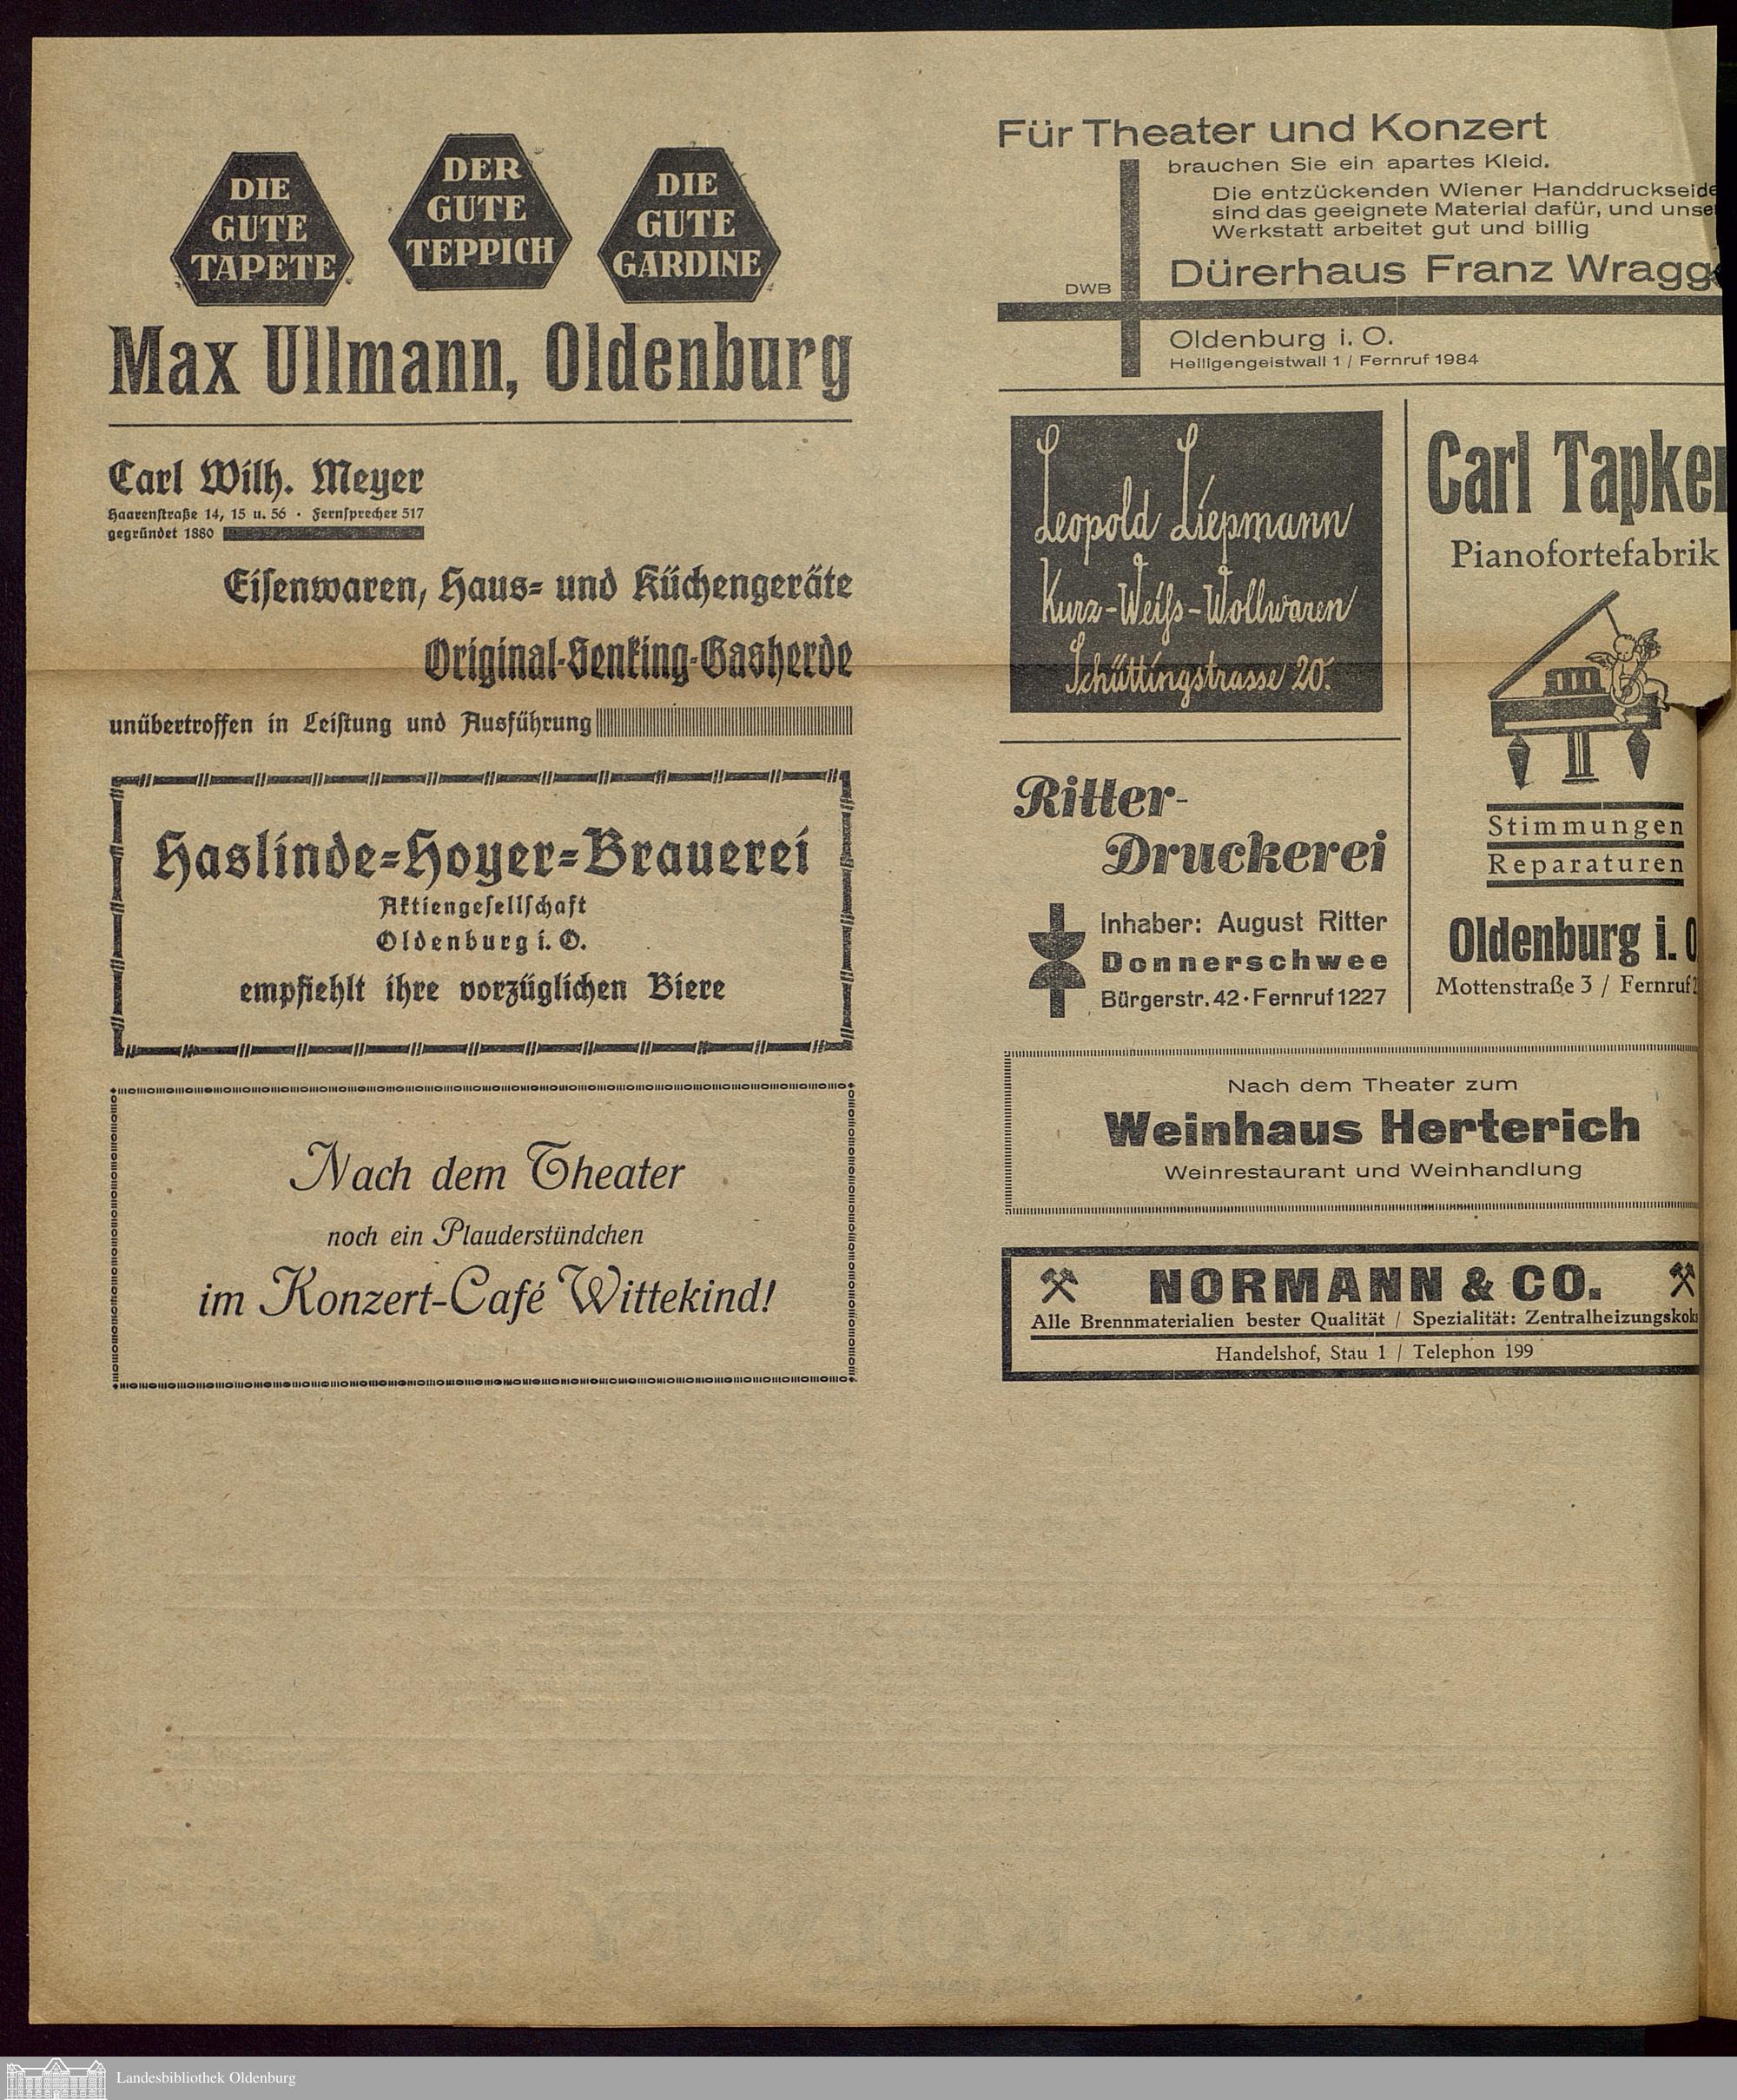 DIE
GUTE
TAPETE
DER
GUTE
TEPPICH
DIE
GUTE
GARDINE
Max Ullmann, Oldenburg
Carl Wilh. Meyer
Haarenstraße 14, 15 u. 56 · Fernsprecher 517
gegründet 1880
Eisenwaren, Haus- und Küchengeräte
Original-Senking-Gasherde
unübertroffen in Leistung und Ausführung
Haslinde-Hoyer-Brauerei
Aktiengesellschaft
Oldenburg i. O.
empfiehlt ihre vorzüglichen Biere
Nach dem Theater
noch ein Plauderstündchen
im Konzert-Café Wittekind!
Für Theater und Konzert
brauchen Sie ein apartes Kleid.
Die entzückenden Wiener Handdruckseide
sind das geeignete Material dafür, und unse
Werkstatt arbeitet gut und billig
DWB
Dürerhaus Franz Wragg
Oldenburg i. O.
Heiligengeistwall 1 / Fernruf 1984
Leopold Liepmann
Kurz-Weiß-Wollwaren
Schüttingstrasse 20.
Ritter-
Druckerei
Inhaber: August Ritter
Donnerschwee
Bürgerstr. 42 · Fernruf 1227
Carl Tapken
Pianofortefabrik
Stimmungen
Reparaturen
Oldenburg i. O
Mottenstraße 3 / Fernruf
Nach dem Theater zum
Weinhaus Herterich
Weinrestaurant und Weinhandlung
NORMANN & CO.
Alle Brennmaterialien bester Qualität / Spezialität: Zentralheizungskoks
Handelshof, Stau 1 / Telephon 199
Landesbibliothek Oldenburg